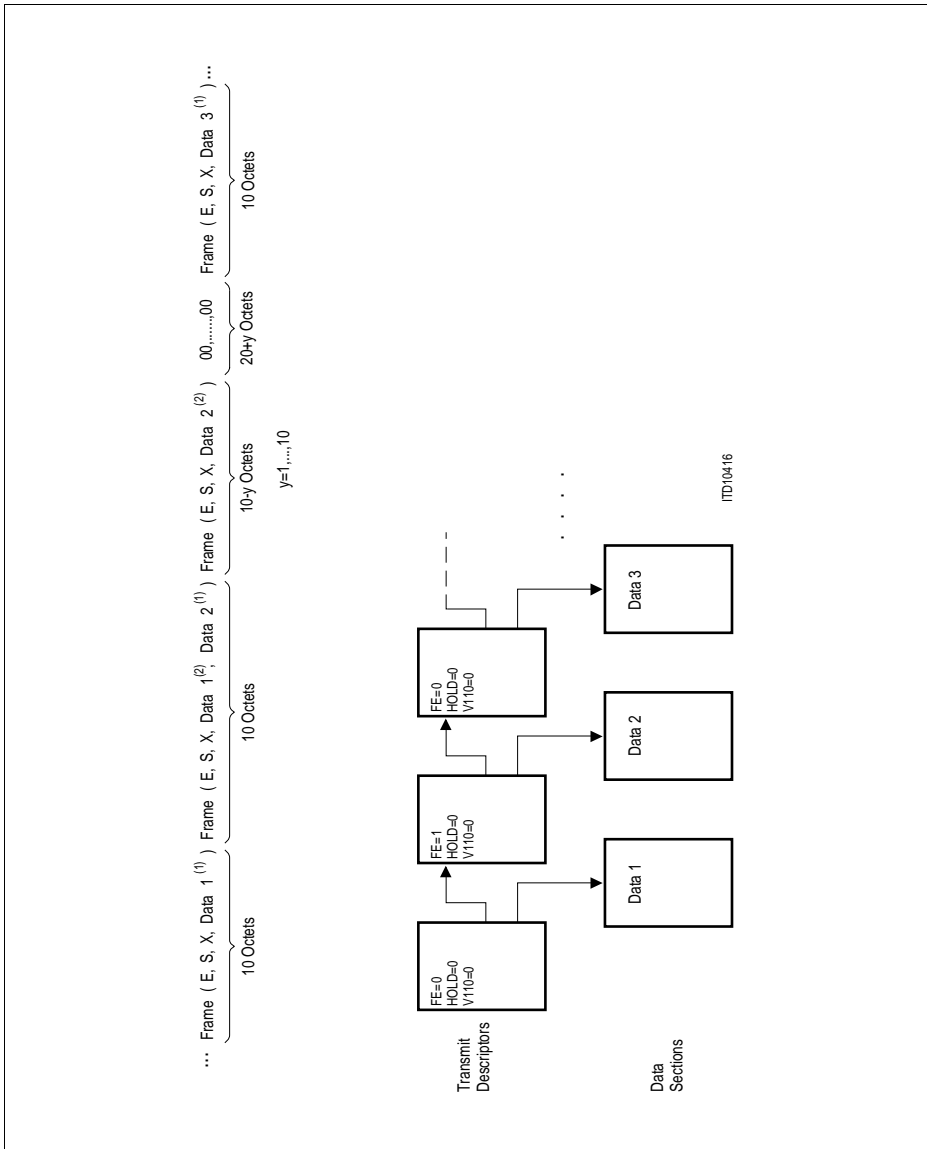 ... Frame ( E, S, X, Data 1 (1) ) Frame ( E, S, X, Data 1(2), Data 2(1) ) Frame ( E, S, X, Data 2(2) ) 00,......,00 Frame ( E, S, X, Data 3 (1) ) ...
10 Octets 10 Octets 10-y Octets 20+y Octets 10 Octets
y=1,...,10
Transmit
Descriptors
FE=0
HOLD=0
V110=0
FE=1
HOLD=0
V110=0
FE=0
HOLD=0
V110=0
. . . .
Data
Sections
Data 1
Data 2
Data 3
ITD10416